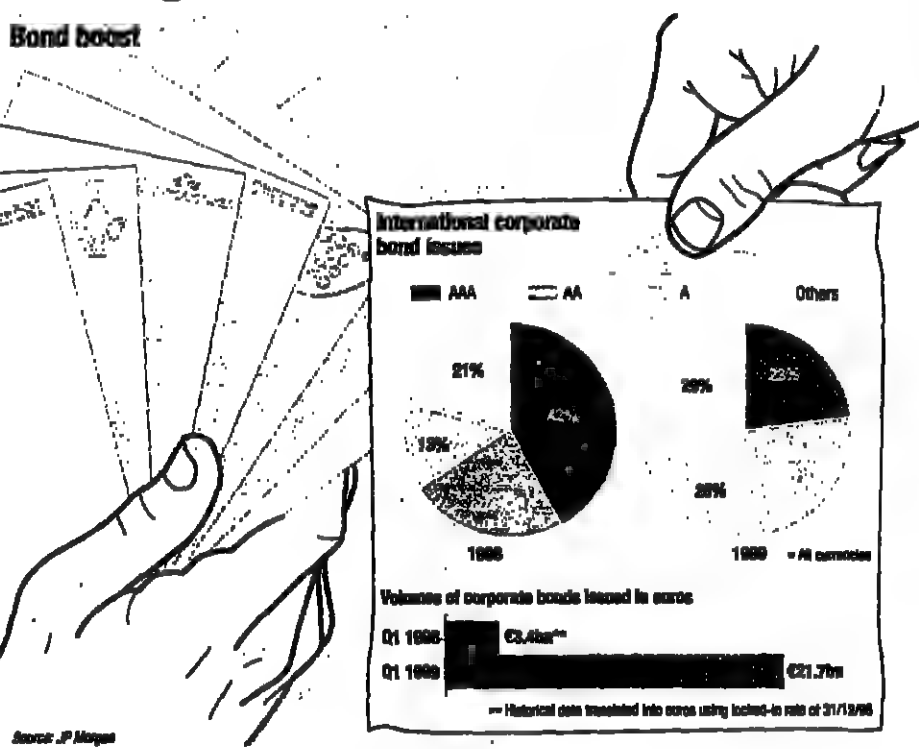 Bond boost
International corporate
bond issues
AAA AA A Others
21%
42%
13%
1998
29%
23%
1999 * All currencies
Volumes of corporate bonds issued in euros
Q1 1998 €3.4bn**
Q1 1999 €21.7bn
** Historical data translated into euros using locked-in rate of 31/12/98
Source: JP Morgan